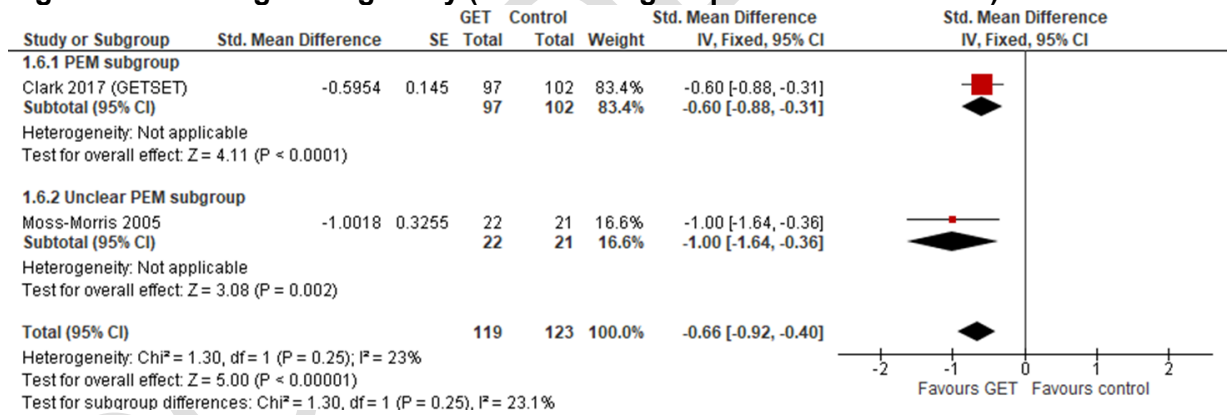 GET Control Std. Mean Difference Std. Mean Difference
Study or Subgroup Std. Mean Difference SE Total Total Weight IV, Fixed, 95% CI IV, Fixed, 95% CI
1.6.1 PEM subgroup
Clark 2017 (GETSET) -0.5954 0.145 97 102 83.4% -0.60 [-0.88, -0.31]
Subtotal (95% CI) 97 102 83.4% -0.60 [-0.88, -0.31]
Heterogeneity: Not applicable
Test for overall effect: Z = 4.11 (P < 0.0001)
1.6.2 Unclear PEM subgroup
Moss-Morris 2005 -1.0018 0.3255 22 21 16.6% -1.00 [-1.64, -0.36]
Subtotal (95% CI) 22 21 16.6% -1.00 [-1.64, -0.36]
Heterogeneity: Not applicable
Test for overall effect: Z = 3.08 (P = 0.002)
Total (95% CI) 119 123 100.0% -0.66 [-0.92, -0.40]
Heterogeneity: Chi² = 1.30, df = 1 (P = 0.25); I² = 23%
Test for overall effect: Z = 5.00 (P < 0.00001)
Test for subgroup differences: Chi² = 1.30, df = 1 (P = 0.25), I² = 23.1%
-2 -1 0 1 2
Favours GET Favours control